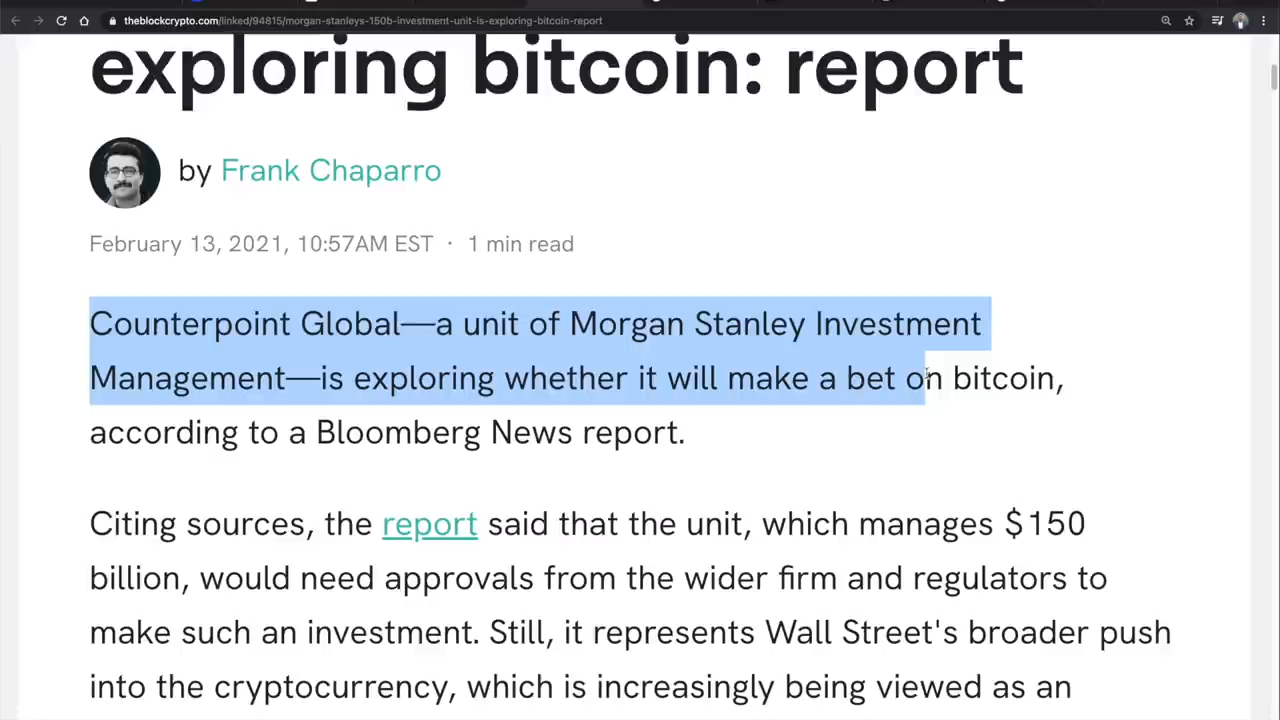 theblockcrypto.com/linked/94815/morgan-stanleys-150b-investment-unit-is-exploring-bitcoin-report
exploring bitcoin: report
by Frank Chaparro
February 13, 2021, 10:57AM EST · 1 min read
Counterpoint Global—a unit of Morgan Stanley Investment
Management—is exploring whether it will make a bet on bitcoin,
according to a Bloomberg News report.
Citing sources, the report said that the unit, which manages $150
billion, would need approvals from the wider firm and regulators to
make such an investment. Still, it represents Wall Street's broader push
into the cryptocurrency, which is increasingly being viewed as an